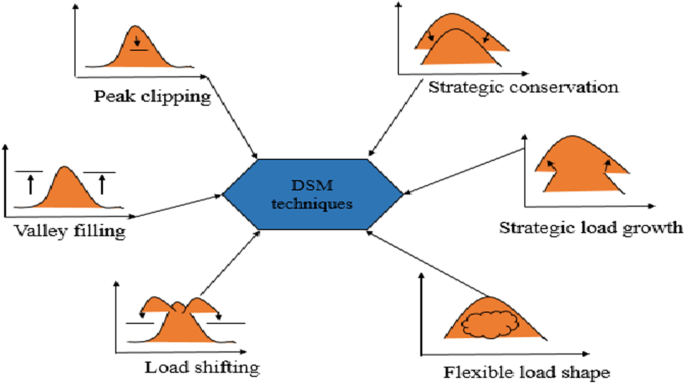 Peak clipping
Strategic conservation
DSM
techniques
Valley filling
Strategic load growth
Load shifting
Flexible load shape